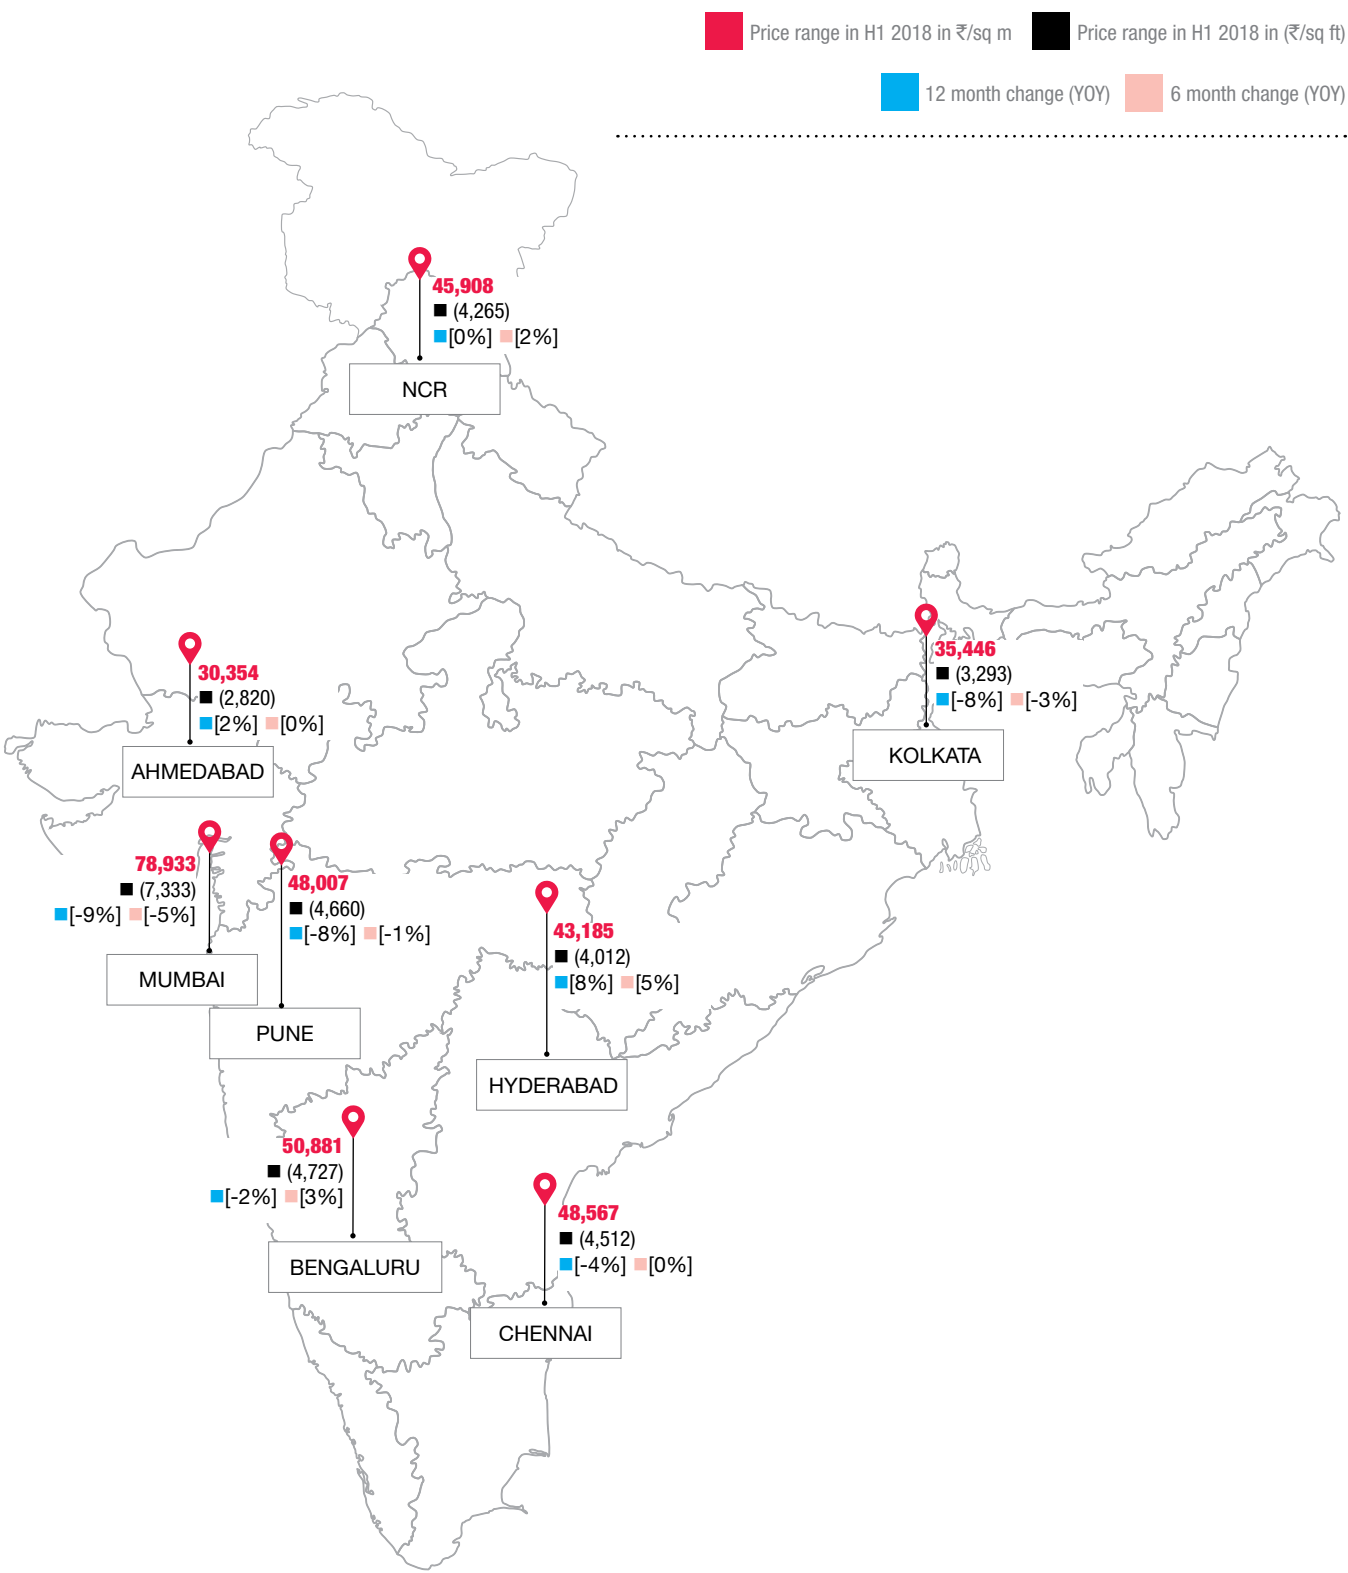 Price range in H1 2018 in ₹/sq m Price range in H1 2018 in (₹/sq ft)
12 month change (YOY) 6 month change (YOY)
45,908
(4,265)
[0%] [2%]
NCR
35,446
(3,293)
[-8%] [-3%]
KOLKATA
30,354
(2,820)
[2%] [0%]
AHMEDABAD
78,933
(7,333)
[-9%] [-5%]
MUMBAI
48,007
(4,660)
[-8%] [-1%]
PUNE
43,185
(4,012)
[8%] [5%]
HYDERABAD
50,881
(4,727)
[-2%] [3%]
BENGALURU
48,567
(4,512)
[-4%] [0%]
CHENNAI